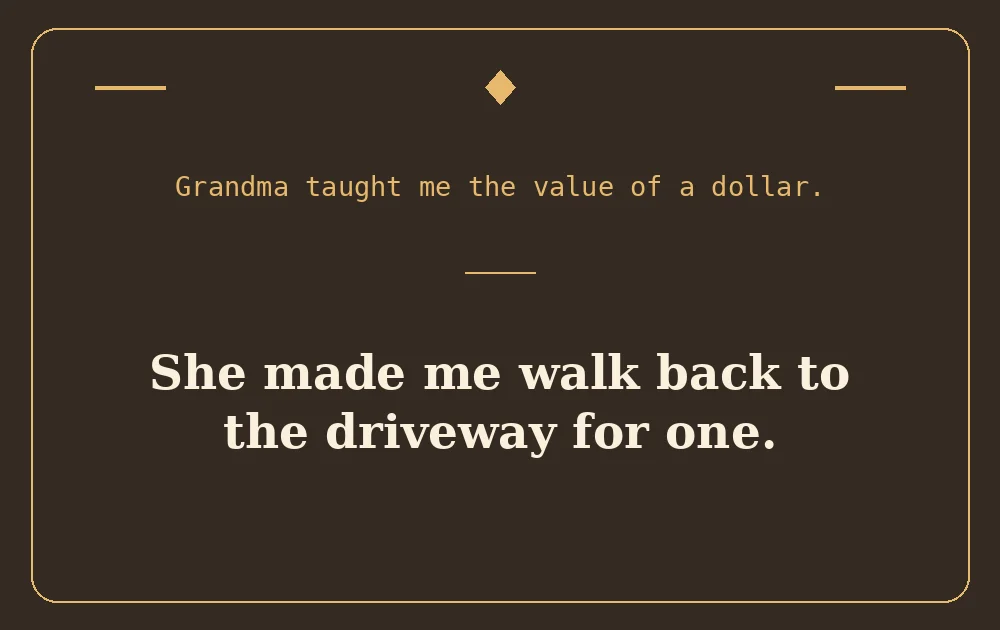 Grandma taught me the value of a dollar.
She made me walk back to
the driveway for one.